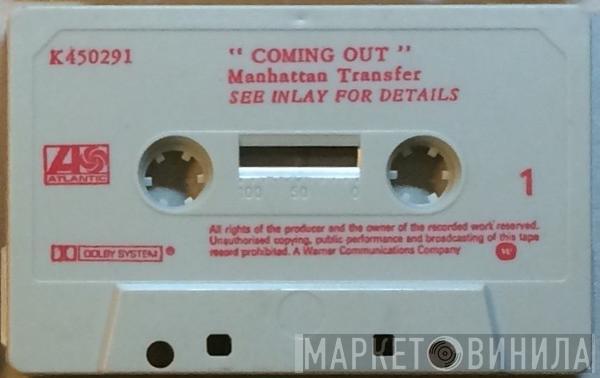 K450291
" COMING OUT "
Manhattan Transfer
SEE INLAY FOR DETAILS
ATLANTIC
100 50 0
1
DOLBY SYSTEM
All rights of the producer and the owner of the recorded work reserved.
Unauthorised copying, public performance and broadcasting of this tape
record prohibited. A Warner Communications Company
W
МАРКЕТ ВИНИЛА